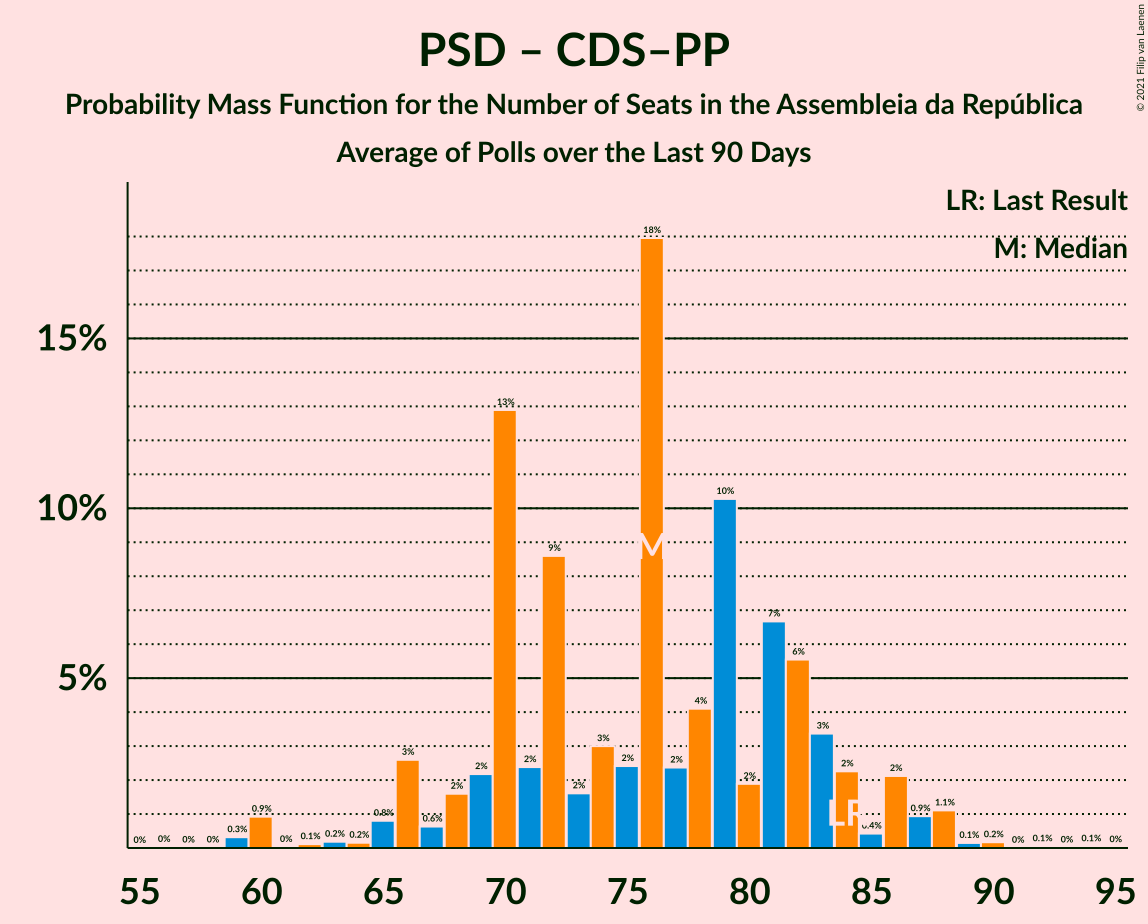 PSD – CDS–PP
Probability Mass Function for the Number of Seats in the Assembleia da República
Average of Polls over the Last 90 Days
© 2021 Filip van Laenen
LR: Last Result
M: Median
15%
10%
5%
0% 0% 0% 0% 0.3% 0.9% 0% 0.1% 0.2% 0.2% 0.8% 3% 0.6% 2% 2% 13% 2% 9% 2% 3% 2% 18% 2% 4% 10% 2% 7% 6% 3% 2% 0.4% 2% 0.9% 1.1% 0.1% 0.2% 0% 0.1% 0% 0.1% 0%
M
LR
55 60 65 70 75 80 85 90 95